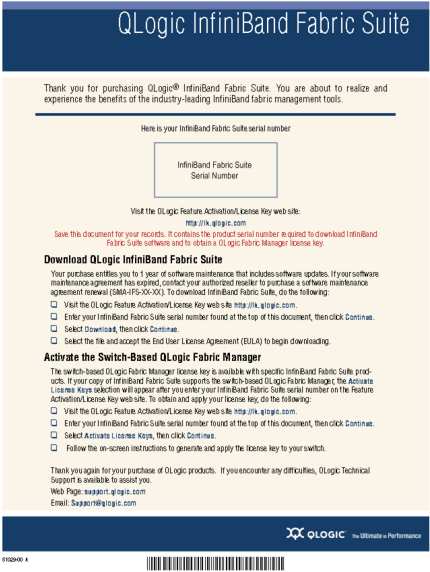 QLogic InfiniBand Fabric Suite
Thank you for purchasing QLogic® InfiniBand Fabric Suite. You are about to realize and
experience the benefits of the industry-leading InfiniBand fabric management tools.
Here is your InfiniBand Fabric Suite serial number
InfiniBand Fabric Suite
Serial Number
Visit the QLogic Feature Activation/License Key web site:
http://lk.qlogic.com
Save this document for your records. It contains the product serial number required to download InfiniBand
Fabric Suite software and to obtain a QLogic Fabric Manager license key.
Download QLogic InfiniBand Fabric Suite
Your purchase entitles you to 1 year of software maintenance that includes software updates. If your software
maintenance agreement has expired, contact your authorized reseller to purchase a software maintenance
agreement renewal (SMA-IFS-XX-XX). To download InfiniBand Fabric Suite, do the following:
❏ Visit the QLogic Feature Activation/License Key web site http://lk.qlogic.com.
❏ Enter your InfiniBand Fabric Suite serial number found at the top of this document, then click Continue.
❏ Select Download, then click Continue.
❏ Select the file and accept the End User License Agreement (EULA) to begin downloading.
Activate the Switch-Based QLogic Fabric Manager
The switch-based QLogic license key is available with specific InfiniBand Fabric Suite prod-
ucts. If your copy of InfiniBand Fabric Suite supports the switch-based QLogic Fabric Manager, the Activate
License Keys selection will appear after you enter your InfiniBand Fabric Suite serial number on the Feature
Activation/License Key web site. To obtain and apply your license key, do the following:
❏ Visit the QLogic Feature Activation/License Key web site http://lk.qlogic.com.
❏ Enter your InfiniBand Fabric Suite serial number found at the top of this document, then click Continue.
❏ Select Activate License Keys, then click Continue.
❏ Follow the on-screen instructions to generate and apply the license key to your switch.
Thank you again for your purchase of QLogic products. If you encounter any difficulties, QLogic Technical
Support is available to assist you.
Web Page: support.qlogic.com
Email: Support@qlogic.com
QLOGIC The Ultimate in Performance
51029-00 A